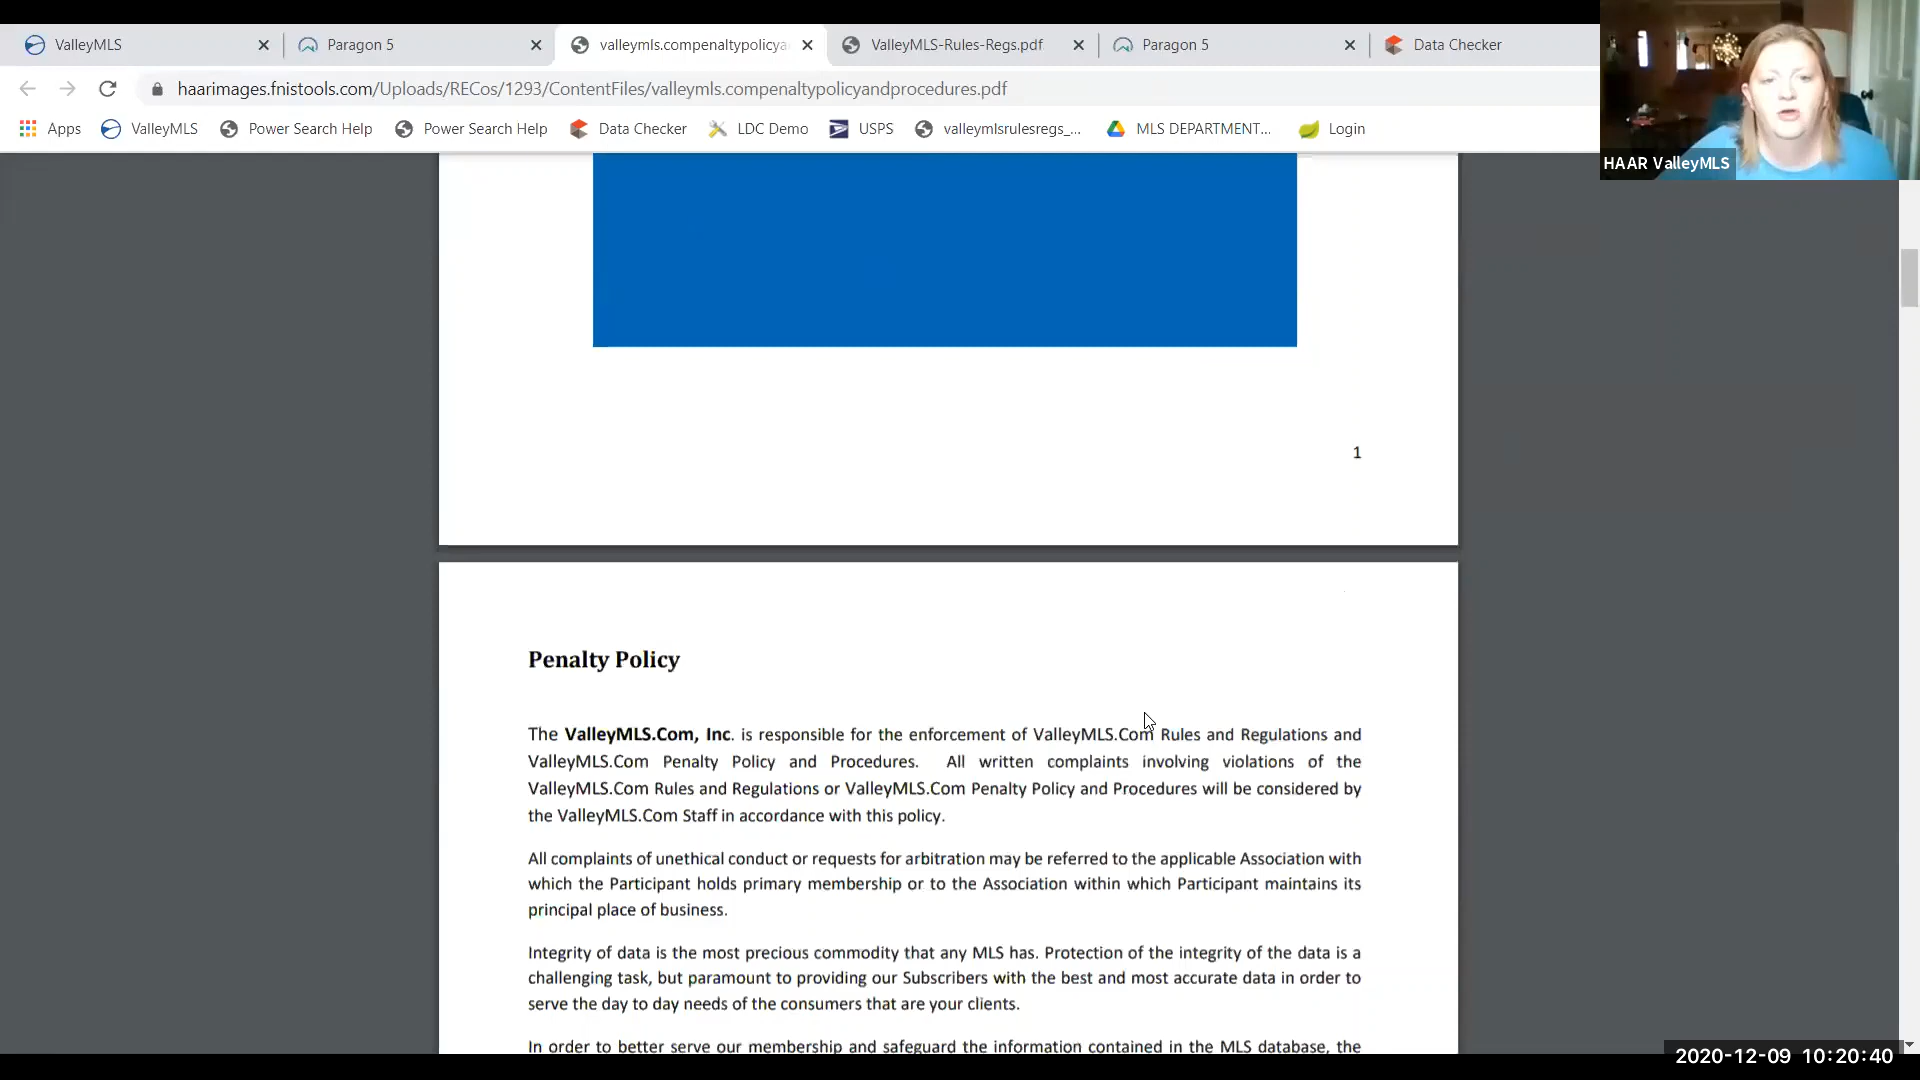 ValleyMLS
Paragon 5
valleymls.compenaltypolicya
ValleyMLS-Rules-Regs.pdf
Paragon 5
Data Checker
haarimages.fnistools.com/Uploads/RECos/1293/ContentFiles/valleymls.compenaltypolicyandprocedures.pdf
Apps
ValleyMLS
Power Search Help
Power Search Help
Data Checker
LDC Demo
USPS
valleymlsrulesregs_...
MLS DEPARTMENT...
Login
HAAR ValleyMLS
1
Penalty Policy
The ValleyMLS.Com, Inc. is responsible for the enforcement of ValleyMLS.Com Rules and Regulations and
ValleyMLS.Com Penalty Policy and Procedures. All written complaints involving violations of the
ValleyMLS.Com Rules and Regulations or ValleyMLS.Com Penalty Policy and Procedures will be considered by
the ValleyMLS.Com Staff in accordance with this policy.
All complaints of unethical conduct or requests for arbitration may be referred to the applicable Association with
which the Participant holds primary membership or to the Association within which Participant maintains its
principal place of business.
Integrity of data is the most precious commodity that any MLS has. Protection of the integrity of the data is a
challenging task, but paramount to providing our Subscribers with the best and most accurate data in order to
serve the day to day needs of the consumers that are your clients.
In order to better serve our membership and safeguard the information contained in the MLS database, the
2020-12-09 10:20:40